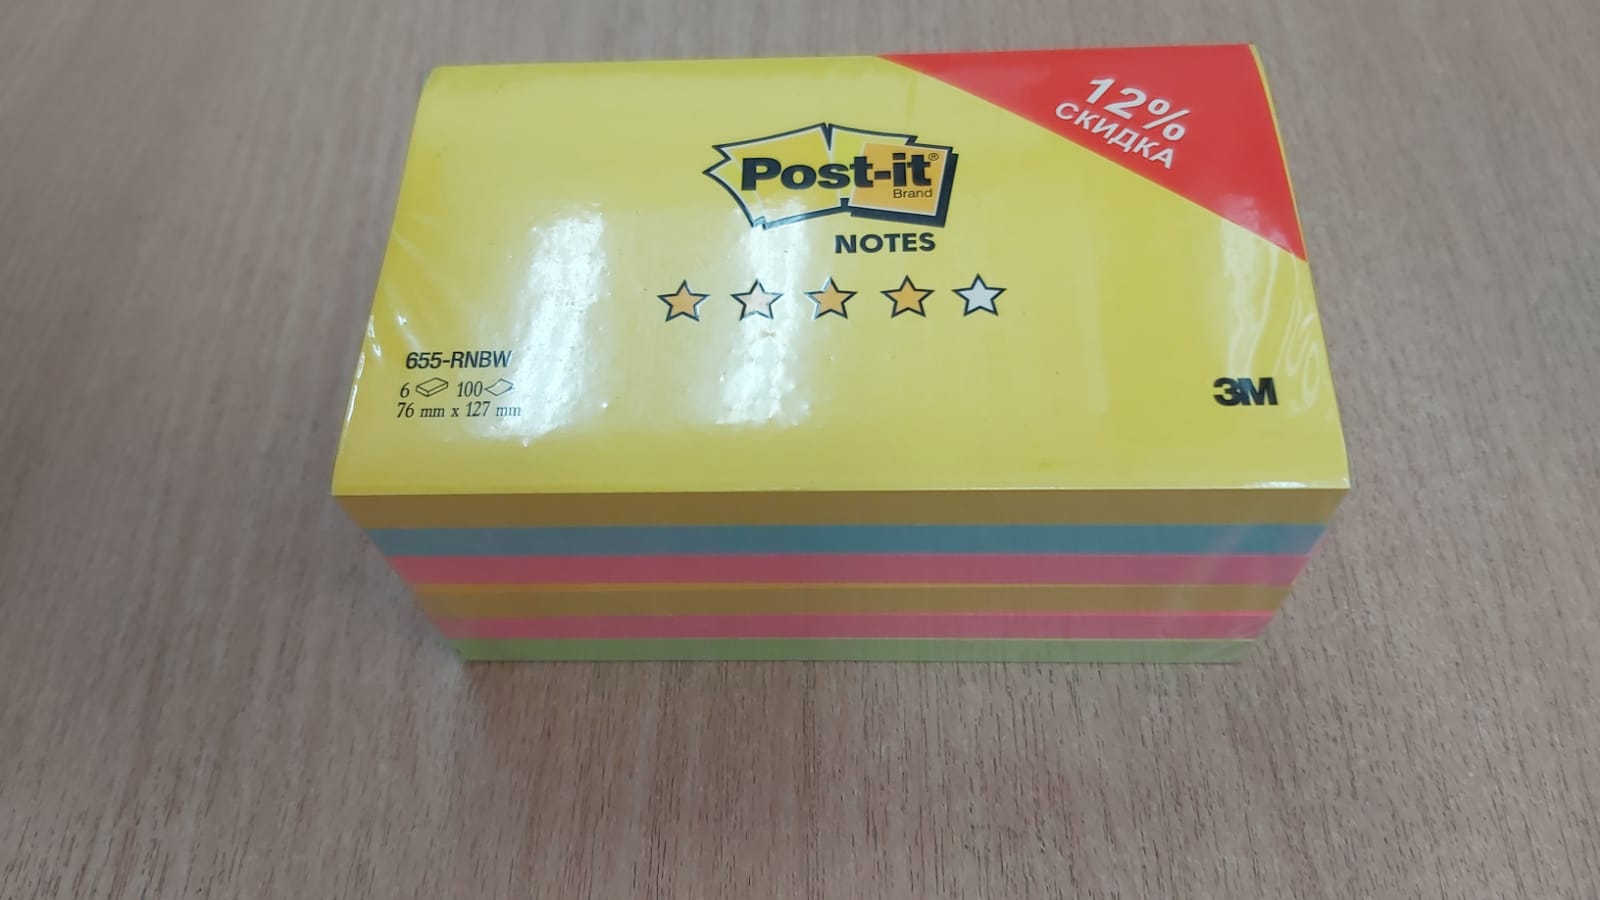 12%
СКИДКА
Post-it®
Brand
NOTES
655-RNBW
6 100
76 mm x 127 mm
3M